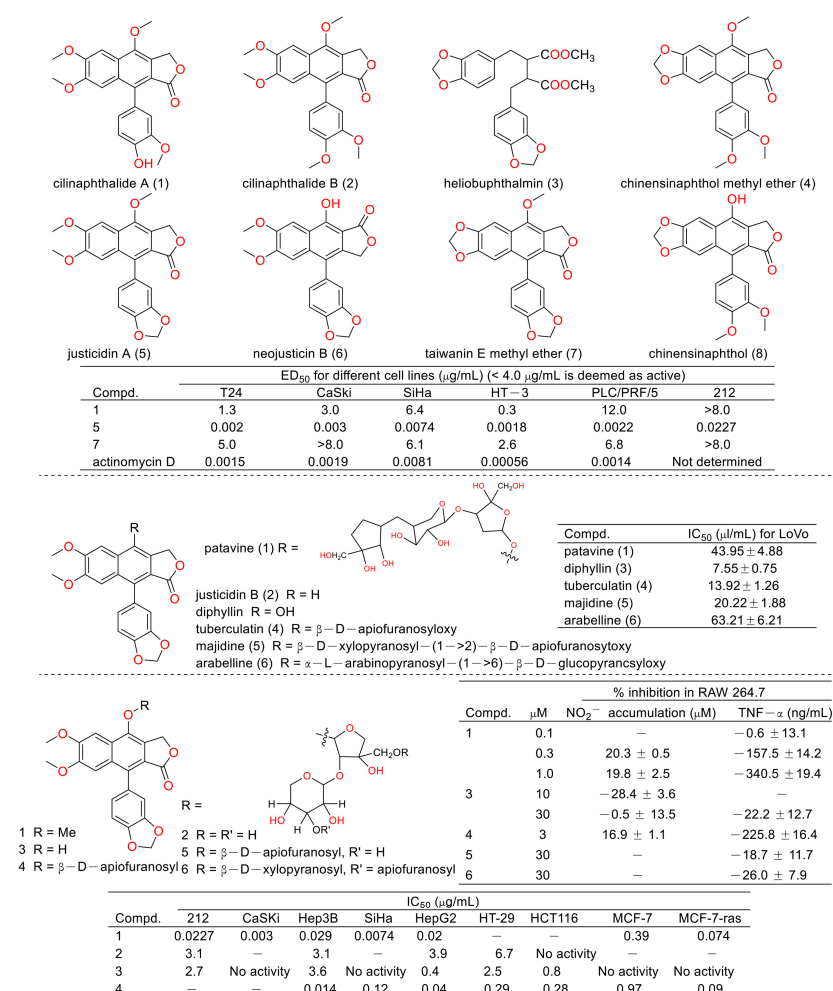 cilinaphthalide A (1)
cilinaphthalide B (2)
heliobuphthalmin (3)
chinensinaphthol methyl ether (4)
justicidin A (5)
neojusticin B (6)
taiwanin E methyl ether (7)
chinensinaphthol (8)
ED50 for different cell lines (μg/mL) (< 4.0 μg/mL is deemed as active)
Compd. T24 CaSki SiHa HT−3 PLC/PRF/5 212
1 1.3 3.0 6.4 0.3 12.0 >8.0
5 0.002 0.003 0.0074 0.0018 0.0022 0.0227
7 5.0 >8.0 6.1 2.6 6.8 >8.0
actinomycin D 0.0015 0.0019 0.0081 0.00056 0.0014 Not determined
patavine (1) R =
justicidin B (2) R = H
diphyllin R = OH
tuberculatin (4) R = β−D−apiofuranosyloxy
majidine (5) R = β−D−xylopyranosyl−(1−>2)−β−D−apiofuranosytoxy
arabelline (6) R = α−L−arabinopyranosyl−(1−>6)−β−D−glucopyrancsyloxy
Compd. IC50 (μl/mL) for LoVo
patavine (1) 43.95±4.88
diphyllin (3) 7.55±0.75
tuberculatin (4) 13.92±1.26
majidine (5) 20.22±1.88
arabelline (6) 63.21±6.21
1 R = Me
3 R = H
4 R = β−D−apiofuranosyl
R =
2 R = R' = H
5 R = β−D−apiofuranosyl, R' = H
6 R = β−D−xylopyranosyl, R' = apiofuranosyl
% inhibition in RAW 264.7
Compd. μM NO2− accumulation (μM) TNF−α (ng/mL)
1 0.1 − −0.6 ±13.1
0.3 20.3 ± 0.5 −157.5 ±14.2
1.0 19.8 ± 2.5 −340.5 ±19.4
3 10 −28.4 ± 3.6 −
30 −0.5 ± 13.5 −22.2 ±12.7
4 3 16.9 ± 1.1 −225.8 ±16.4
5 30 − −18.7 ± 11.7
6 30 − −26.0 ± 7.9
IC50 (μg/mL)
Compd. 212 CaSKi Hep3B SiHa HepG2 HT-29 HCT116 MCF-7 MCF-7-ras
1 0.0227 0.003 0.029 0.0074 0.02 − − 0.39 0.074
2 3.1 − 3.1 − 3.9 6.7 No activity − −
3 2.7 No activity 3.6 No activity 0.4 2.5 0.8 No activity No activity
4 − − 0.014 0.12 0.04 0.29 0.28 0.97 0.09